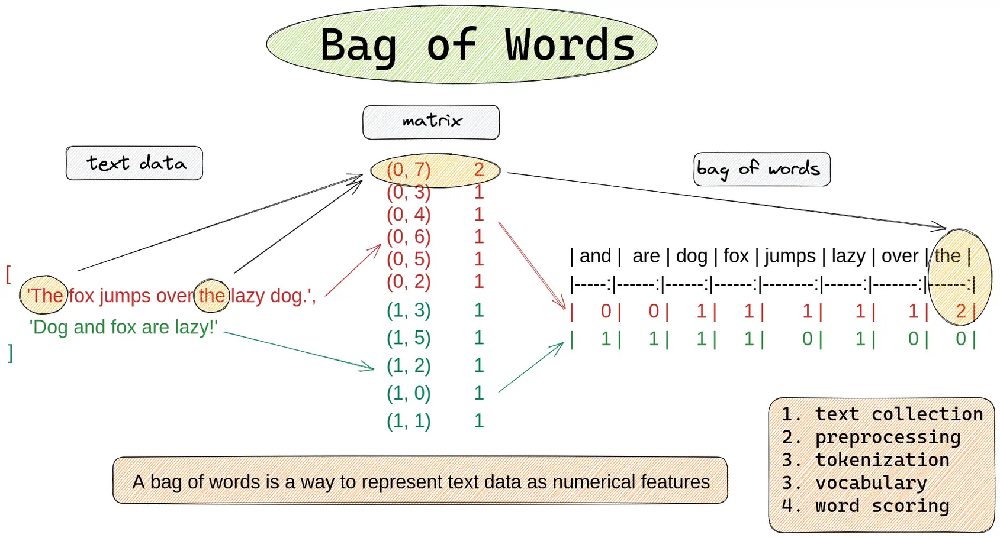 Bag of Words
matrix
text data
bag of words
(0, 7) 2
(0, 3) 1
(0, 4) 1
(0, 6) 1
(0, 5) 1
(0, 2) 1
(1, 3) 1
(1, 5) 1
(1, 2) 1
(1, 0) 1
(1, 1) 1
[
'The fox jumps over the lazy dog.',
'Dog and fox are lazy!'
]
| and | are | dog | fox | jumps | lazy | over | the |
|-----:|------:|------:|------:|--------:|------:|-------:|------:|
| 0 | 0 | 1 | 1 | 1 | 1 | 1 | 2 |
| 1 | 1 | 1 | 1 | 0 | 1 | 0 | 0 |
1. text collection
2. preprocessing
3. tokenization
3. vocabulary
4. word scoring
A bag of words is a way to represent text data as numerical features